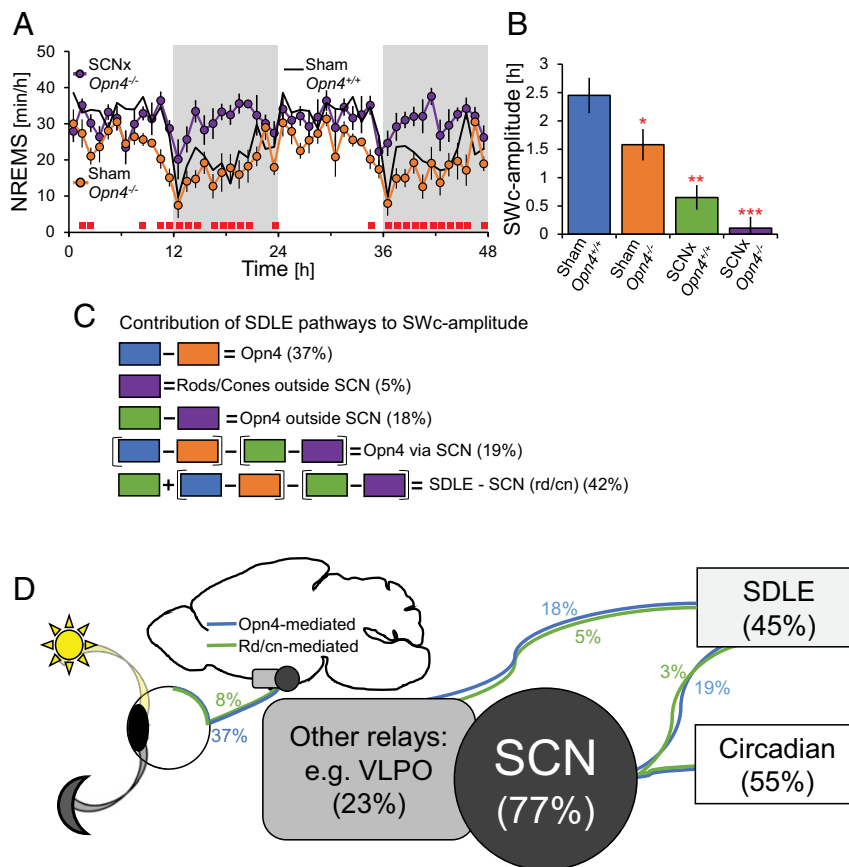 A
SCNx
Opn4-/-
Sham
Opn4+/+
Sham
Opn4-/-
NREMS [min/h]
50
40
30
20
10
0
0
12
24
36
48
Time [h]
B
SWc-amplitude [h]
3
2.5
2
1.5
1
0.5
0
*
**
***
Sham
Opn4+/+
Sham
Opn4-/-
SCNx
Opn4+/+
SCNx
Opn4-/-
C
Contribution of SDLE pathways to SWc-amplitude
[ – ] = Opn4 (37%)
= Rods/Cones outside SCN (5%)
– = Opn4 outside SCN (18%)
[ – ] – [ – ] = Opn4 via SCN (19%)
+ [ – ] – [ – ] = SDLE - SCN (rd/cn) (42%)
D
Opn4-mediated
Rd/cn-mediated
8%
37%
Other relays:
e.g. VLPO
(23%)
SCN
(77%)
18%
5%
3%
19%
SDLE
(45%)
Circadian
(55%)